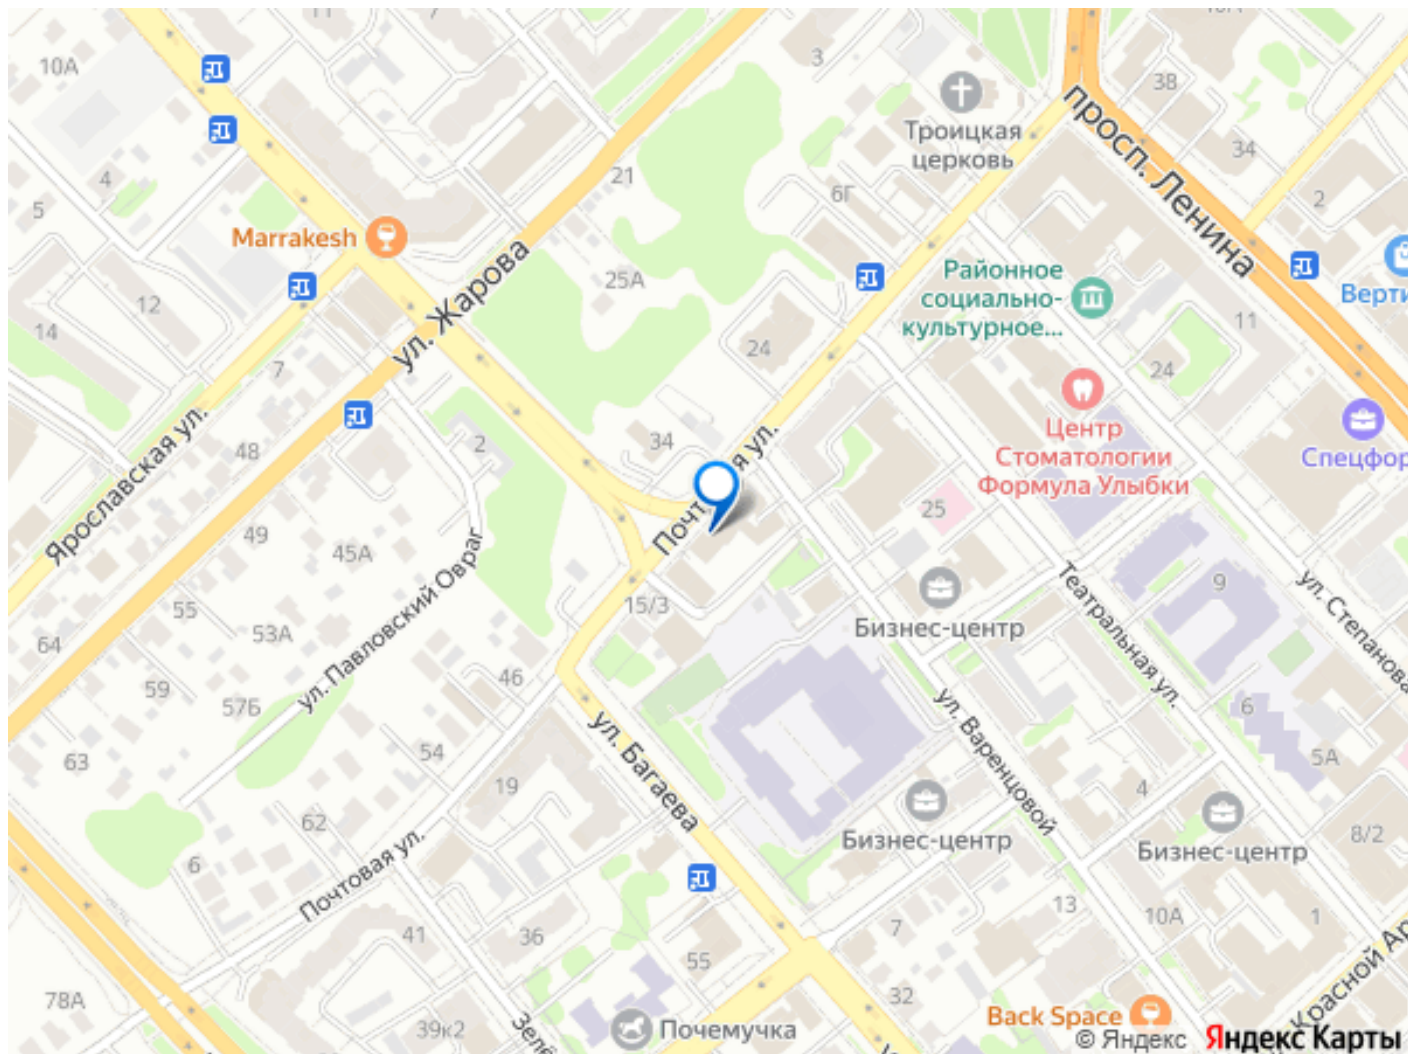 11
7
10А
3
38
просп. Ленина
Троицкая
церковь
34
4
21
6Г
2
5
Marrakesh
ул. Жарова
25А
Районное
социально-
культурное...
Верти
12
14
11
7
24
24
Центр
Стоматологии
Формула Улыбки
Спецфор
Ярославская ул.
48
2
34
25
49
45А
ул. Павловский Овраг
9
Театральная ул.
ул. Степанова
55
53А
15/3
Бизнес-центр
64
59
57Б
46
6
ул. Варенцовой
63
54
ул. Багаева
5А
19
4
62
Бизнес-центр
Бизнес-центр
8/2
6
Почтовая ул.
41
36
7
13
10А
1
55
78А
39к2
Почемучка
32
Back Space
© Яндекс
Яндекс Карты